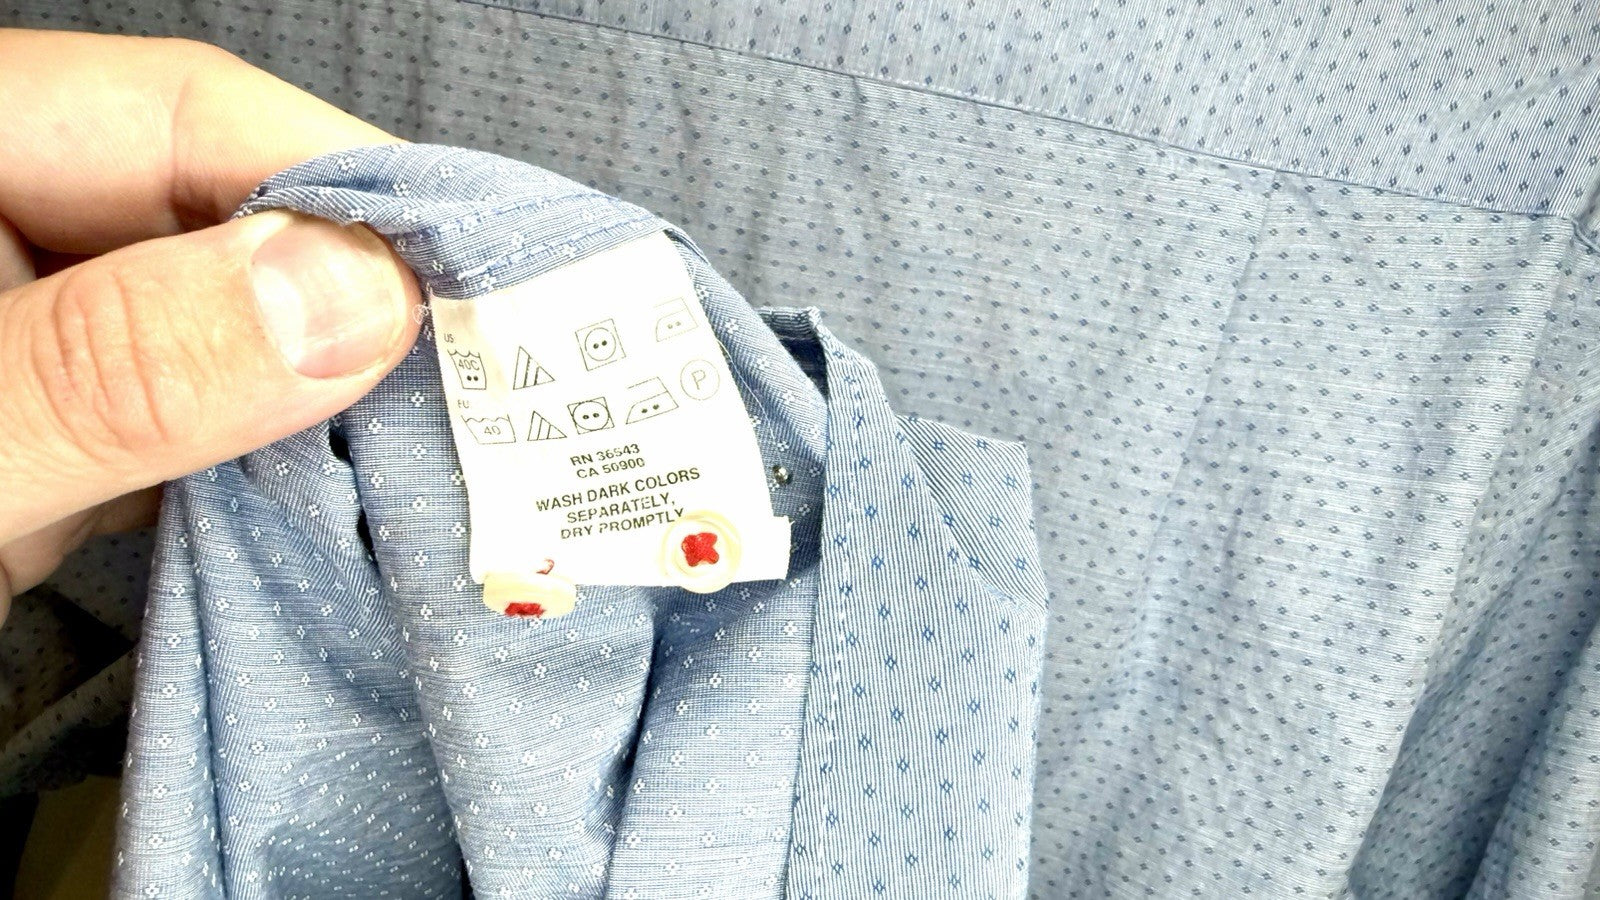 US
40C
EU
40
P
RN 36543
CA 50900
WASH DARK COLORS
SEPARATELY,
DRY PROMPTLY